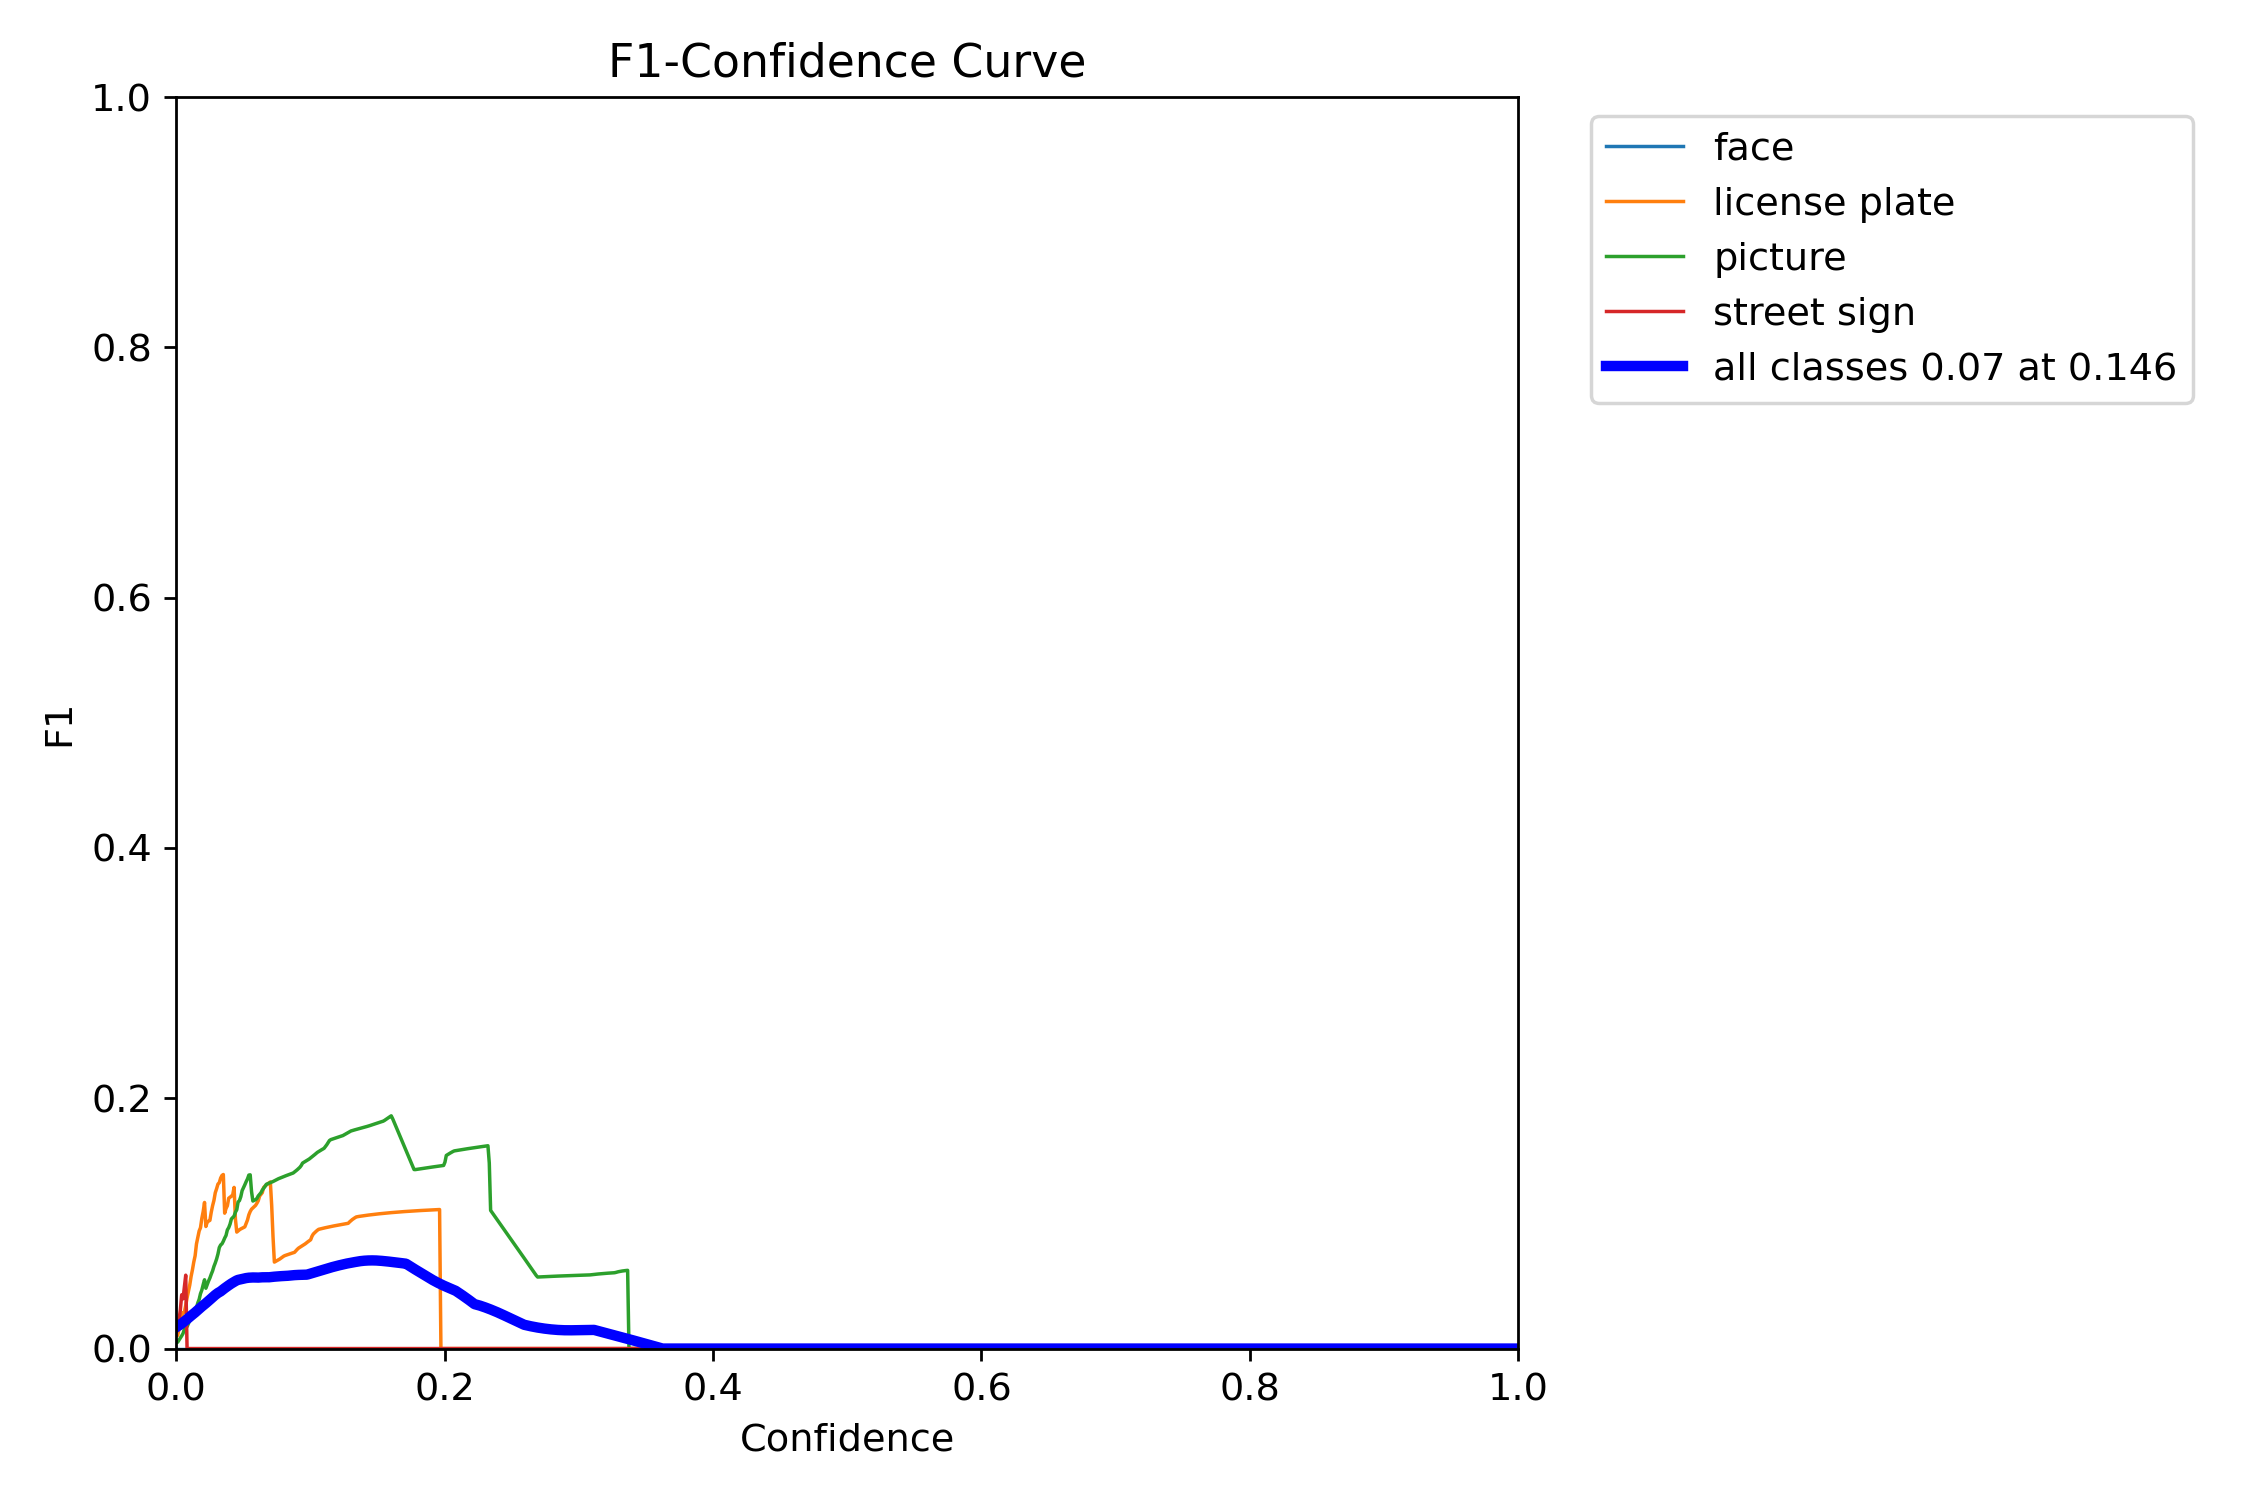 F1-Confidence Curve
1.0
0.8
0.6
0.4
0.2
0.0
F1
0.0 0.2 0.4 0.6 0.8 1.0
Confidence
face
license plate
picture
street sign
all classes 0.07 at 0.146